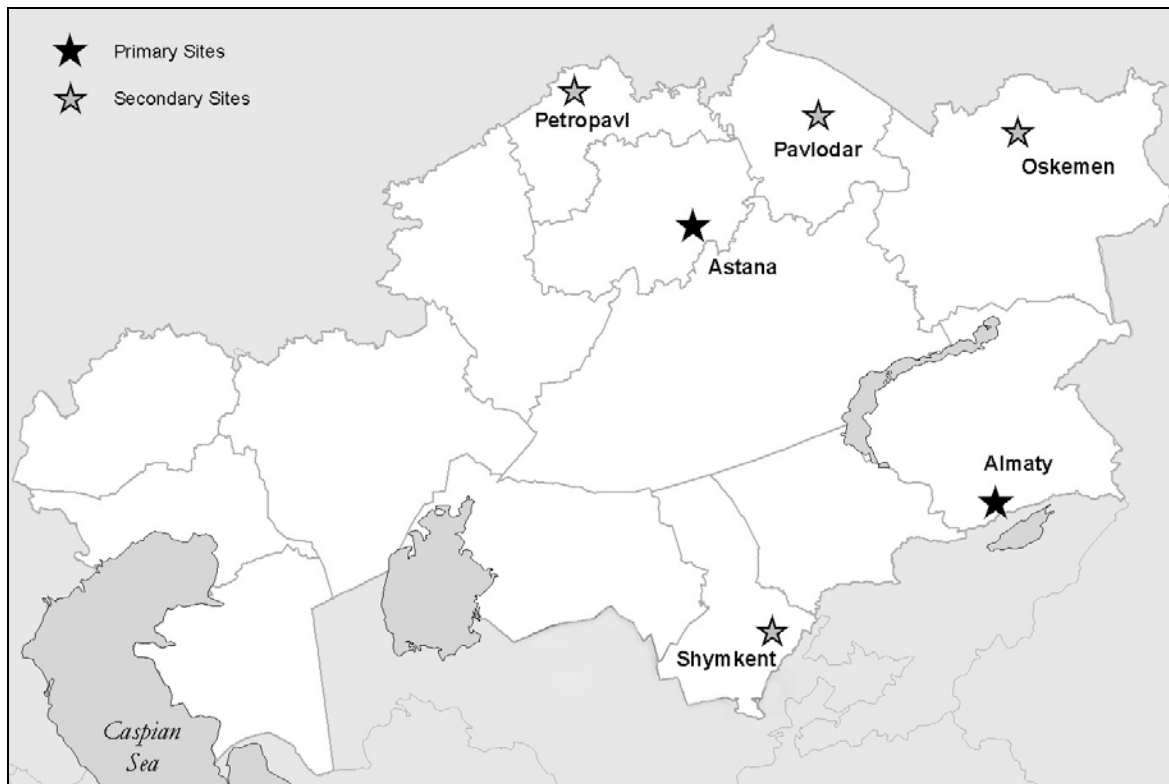 Primary Sites
Secondary Sites
Petropavl
Pavlodar
Oskemen
Astana
Almaty
Shymkent
Caspian
Sea